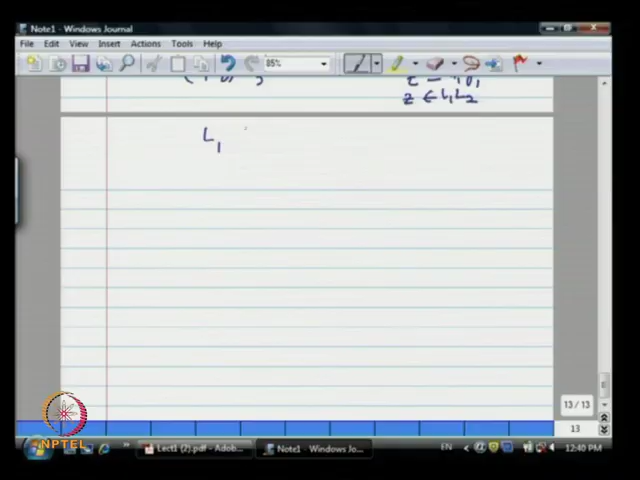 Note1 - Windows Journal
File Edit View Insert Actions Tools Help
85%
z ∈ L₁L₂
L₁
13 / 13
13
NPTEL
Lect1 (2).pdf - Adob...
Note1 - Windows Jo...
EN
12:40 PM